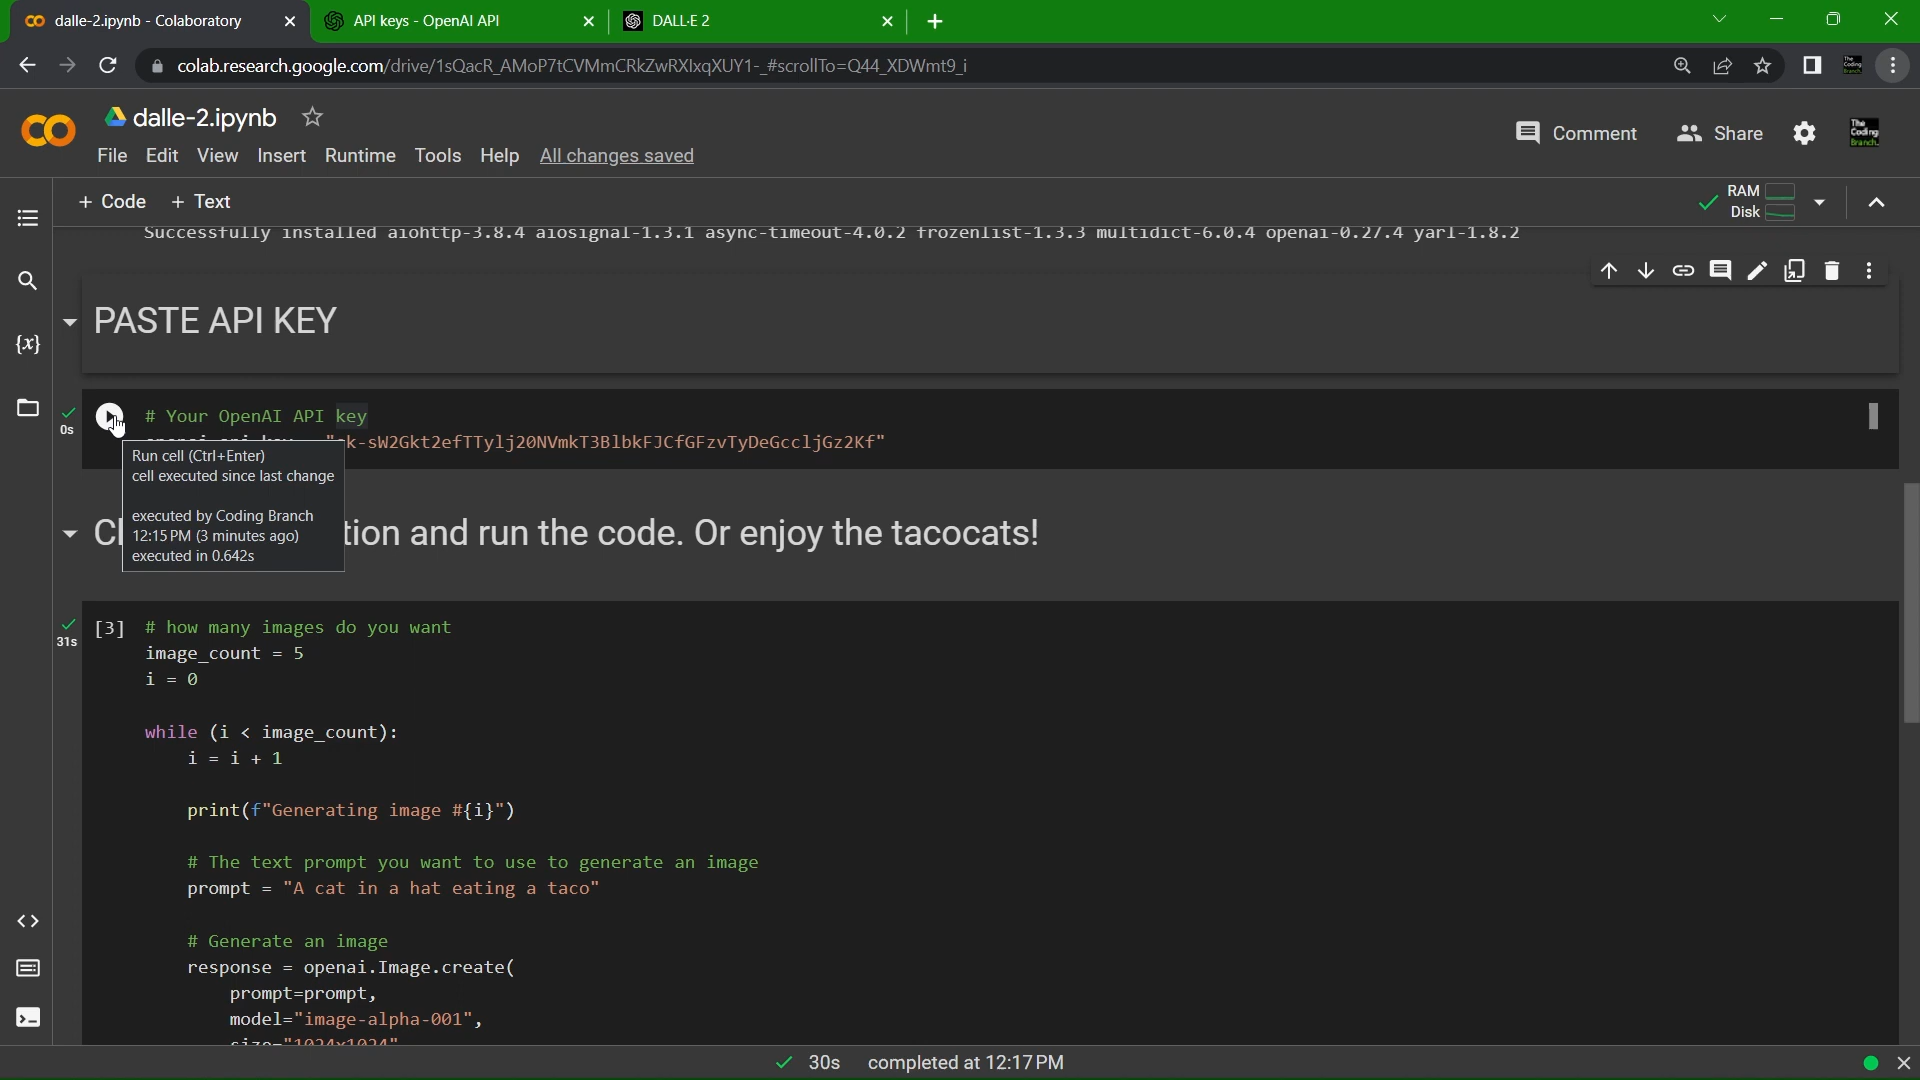 dalle-2.ipynb - Colaboratory
API keys - OpenAI API
DALL·E 2
colab.research.google.com/drive/1sQacR_AMoP7tCVMmCRkZwRXIxqXUY1-_#scrollTo=Q44_XDWmt9_i
dalle-2.ipynb
File Edit View Insert Runtime Tools Help All changes saved
Comment Share
The Coding Branch.
+ Code + Text
RAM
Disk
Successfully installed aiohttp-3.8.4 aiosignal-1.3.1 async-timeout-4.0.2 frozenlist-1.3.3 multidict-6.0.4 openai-0.27.4 yarl-1.8.2
PASTE API KEY
0s
# Your OpenAI API key
k-sW2Gkt2efTTylj20NVmkT3BlbkFJCfGFzvTyDeGccljGz2Kf"
Run cell (Ctrl+Enter)
cell executed since last change
executed by Coding Branch
12:15 PM (3 minutes ago)
executed in 0.642s
tion and run the code. Or enjoy the tacocats!
31s
[3] # how many images do you want
image_count = 5
i = 0
while (i < image_count):
i = i + 1
print(f"Generating image #{i}")
# The text prompt you want to use to generate an image
prompt = "A cat in a hat eating a taco"
# Generate an image
response = openai.Image.create(
prompt=prompt,
model="image-alpha-001",
size="1024x1024"
30s completed at 12:17 PM